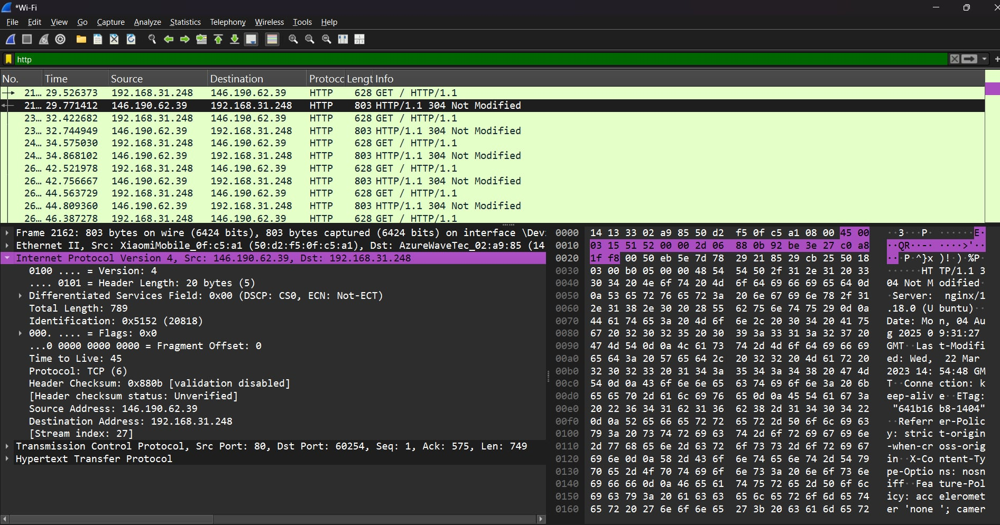 *Wi-Fi
File Edit View Go Capture Analyze Statistics Telephony Wireless Tools Help
http
No. Time Source Destination Protocc Lengt Info
21… 29.526373 192.168.31.248 146.190.62.39 HTTP 628 GET / HTTP/1.1
21… 29.771412 146.190.62.39 192.168.31.248 HTTP 803 HTTP/1.1 304 Not Modified
23… 32.422682 192.168.31.248 146.190.62.39 HTTP 628 GET / HTTP/1.1
23… 32.744949 146.190.62.39 192.168.31.248 HTTP 803 HTTP/1.1 304 Not Modified
24… 34.575030 192.168.31.248 146.190.62.39 HTTP 628 GET / HTTP/1.1
24… 34.868102 146.190.62.39 192.168.31.248 HTTP 803 HTTP/1.1 304 Not Modified
26… 42.521978 192.168.31.248 146.190.62.39 HTTP 628 GET / HTTP/1.1
26… 42.756667 146.190.62.39 192.168.31.248 HTTP 803 HTTP/1.1 304 Not Modified
26… 44.563729 192.168.31.248 146.190.62.39 HTTP 628 GET / HTTP/1.1
26… 44.809360 146.190.62.39 192.168.31.248 HTTP 803 HTTP/1.1 304 Not Modified
26… 46.387278 192.168.31.248 146.190.62.39 HTTP 628 GET / HTTP/1.1
Frame 2162: 803 bytes on wire (6424 bits), 803 bytes captured (6424 bits) on interface \Dev
Ethernet II, Src: XiaomiMobile_0f:c5:a1 (50:d2:f5:0f:c5:a1), Dst: AzureWaveTec_02:a9:85 (14
Internet Protocol Version 4, Src: 146.190.62.39, Dst: 192.168.31.248
0100 .... = Version: 4
.... 0101 = Header Length: 20 bytes (5)
Differentiated Services Field: 0x00 (DSCP: CS0, ECN: Not-ECT)
Total Length: 789
Identification: 0x5152 (20818)
000. .... = Flags: 0x0
...0 0000 0000 0000 = Fragment Offset: 0
Time to Live: 45
Protocol: TCP (6)
Header Checksum: 0x880b [validation disabled]
[Header checksum status: Unverified]
Source Address: 146.190.62.39
Destination Address: 192.168.31.248
[Stream index: 27]
Transmission Control Protocol, Src Port: 80, Dst Port: 60254, Seq: 1, Ack: 575, Len: 749
Hypertext Transfer Protocol
0000 14 13 33 02 a9 85 50 d2 f5 0f c5 a1 08 00 45 00 ··3···P· ······E·
0010 03 15 51 52 00 00 2d 06 88 0b 92 be 3e 27 c0 a8 ··QR··-· ····>'··
0020 1f f8 00 50 eb 5e 7d 78 29 21 85 29 cb 25 50 18 ···P·^}x )!·)·%P·
0030 03 00 b0 05 00 00 48 54 54 50 2f 31 2e 31 20 33 ······HT TP/1.1 3
0040 30 34 20 4e 6f 74 20 4d 6f 64 69 66 69 65 64 0d 04 Not M odified·
0050 0a 53 65 72 76 65 72 3a 20 6e 67 69 6e 78 2f 31 ·Server: nginx/1
0060 2e 31 38 2e 30 20 28 55 62 75 6e 74 75 29 0d 0a .18.0 (U buntu)··
0070 44 61 74 65 3a 20 4d 6f 6e 2c 20 30 34 20 41 75 Date: Mo n, 04 Au
0080 67 20 32 30 32 35 20 30 39 3a 33 31 3a 32 37 20 g 2025 0 9:31:27
0090 47 4d 54 0d 0a 4c 61 73 74 2d 4d 6f 64 69 66 69 GMT··Las t-Modifi
00a0 65 64 3a 20 57 65 64 2c 20 32 32 20 4d 61 72 20 ed: Wed, 22 Mar
00b0 32 30 32 33 20 31 34 3a 35 34 3a 34 38 20 47 4d 2023 14: 54:48 GM
00c0 54 0d 0a 43 6f 6e 6e 65 63 74 69 6f 6e 3a 20 6b T··Conne ction: k
00d0 65 65 70 2d 61 6c 69 76 65 0d 0a 45 54 61 67 3a eep-aliv e··ETag:
00e0 20 22 36 34 31 62 31 36 62 38 2d 31 34 30 34 22 "641b16 b8-1404"
00f0 0d 0a 52 65 66 65 72 72 65 72 2d 50 6f 6c 69 63 ··Referr er-Polic
0100 79 3a 20 73 74 72 69 63 74 2d 6f 72 69 67 69 6e y: stric t-origin
0110 2d 77 68 65 6e 2d 63 72 6f 73 73 2d 6f 72 69 67 -when-cr oss-orig
0120 69 6e 0d 0a 58 2d 43 6f 6e 74 65 6e 74 2d 54 79 in··X-Co ntent-Ty
0130 70 65 2d 4f 70 74 69 6f 6e 73 3a 20 6e 6f 73 6e pe-Optio ns: nosn
0140 69 66 66 0d 0a 46 65 61 74 75 72 65 2d 50 6f 6c iff··Fea ture-Pol
0150 69 63 79 3a 20 61 63 63 65 6c 65 72 6f 6d 65 74 icy: acc eleromet
0160 65 72 20 27 6e 6f 6e 65 27 3b 20 63 61 6d 65 72 er 'none '; camer